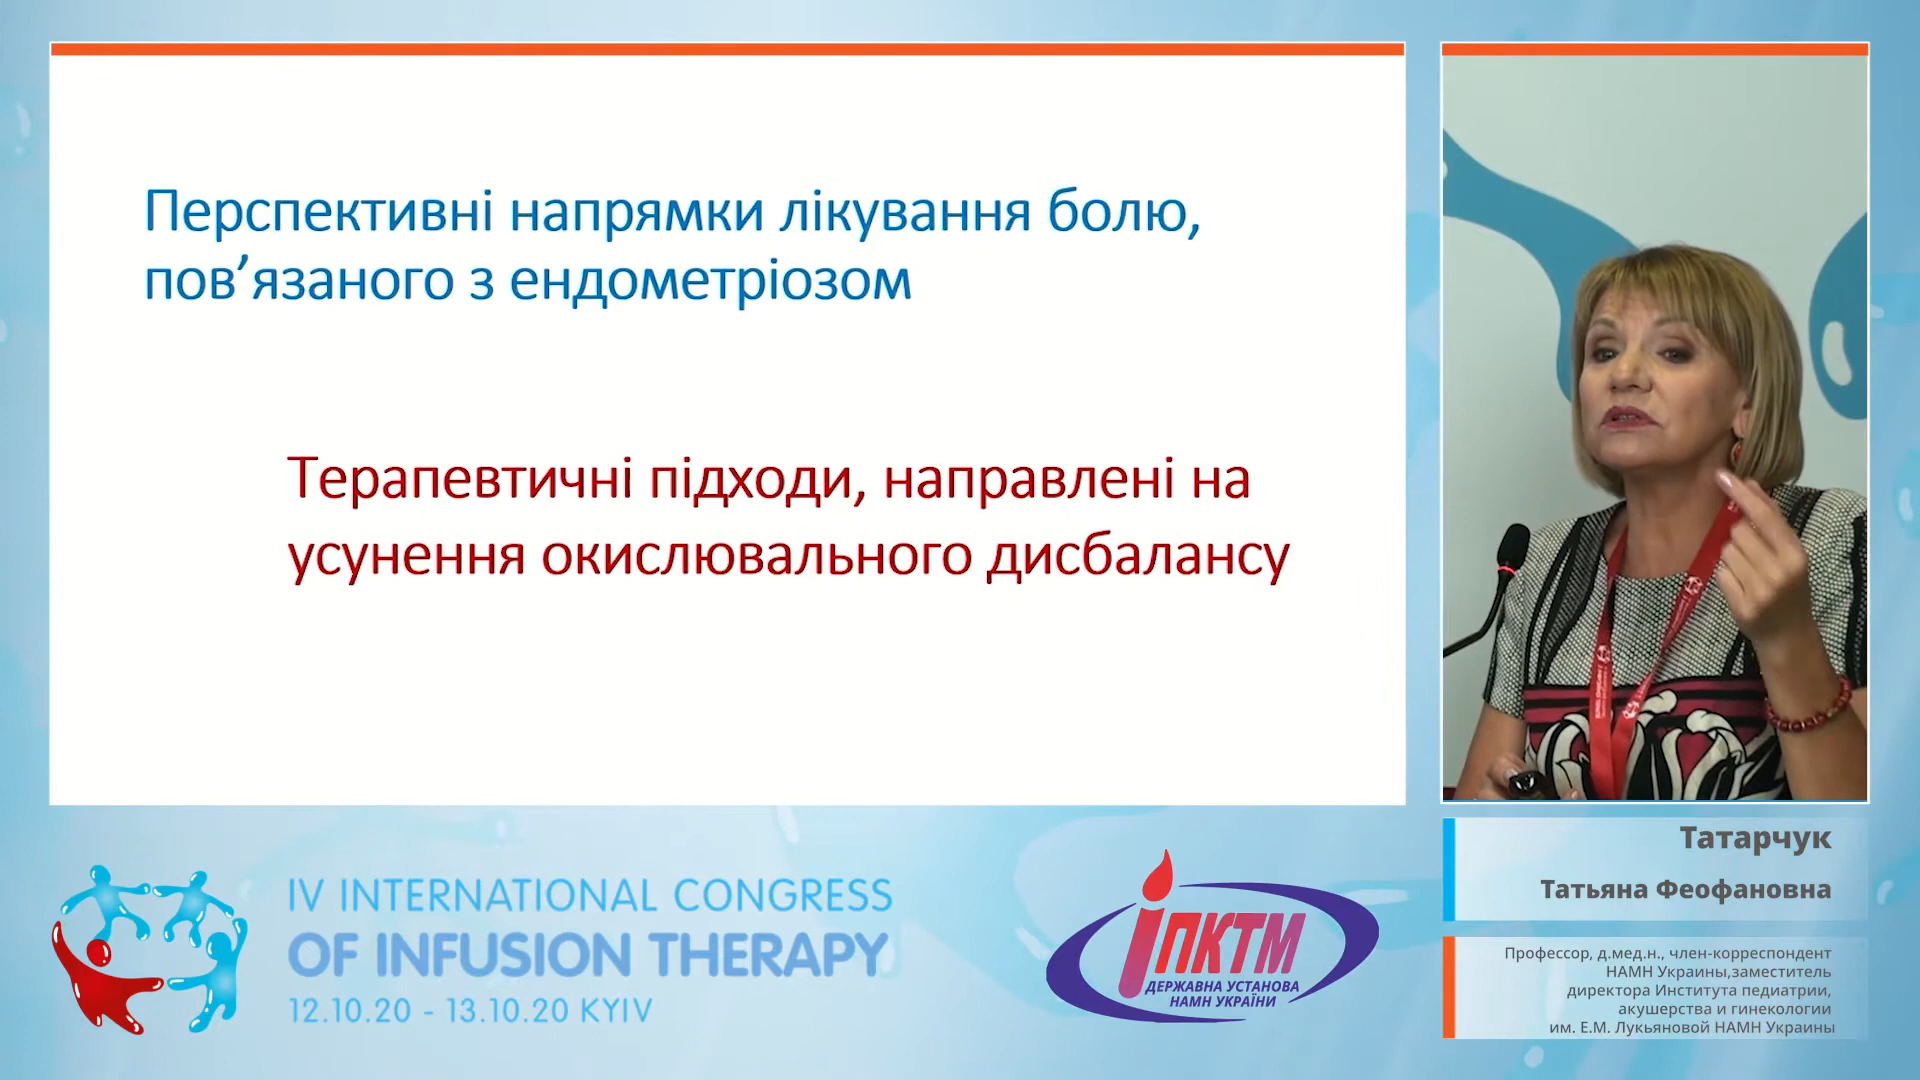 Перспективні напрямки лікування болю,
пов’язаного з ендометріозом
Терапевтичні підходи, направлені на
усунення окислювального дисбалансу
IV INTERNATIONAL CONGRESS
OF INFUSION THERAPY
12.10.20 - 13.10.20 KYIV
іПКТМ
ДЕРЖАВНА УСТАНОВА
НАМН УКРАЇНИ
Татарчук
Татьяна Феофановна
Профессор, д.мед.н., член-корреспондент
НАМН Украины,заместитель
директора Института педиатрии,
акушерства и гинекологии
им. Е.М. Лукьяновой НАМН Украины